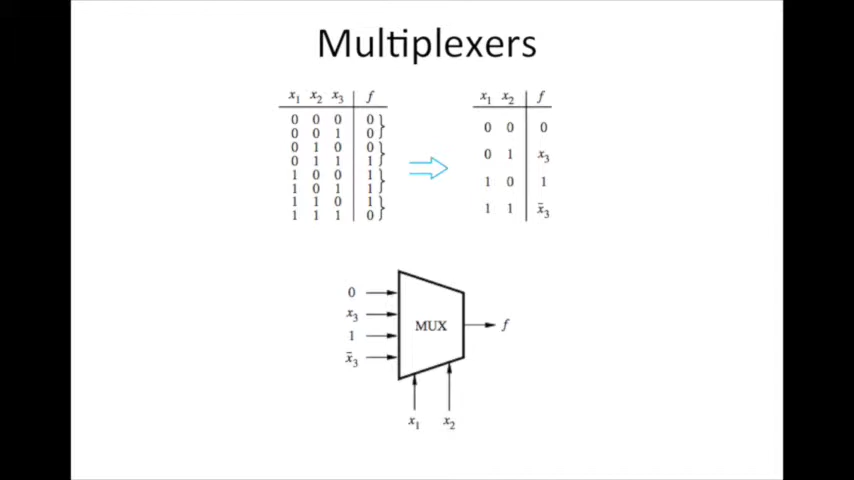 Multiplexers
x₁ x₂ x₃ f
0 0 0 0
0 0 1 0
0 1 0 0
0 1 1 1
1 0 0 1
1 0 1 1
1 1 0 1
1 1 1 0
x₁ x₂ f
0 0 0
0 1 x₃
1 0 1
1 1 x̄₃
0
x₃
1
x̄₃
MUX
f
x₁ x₂